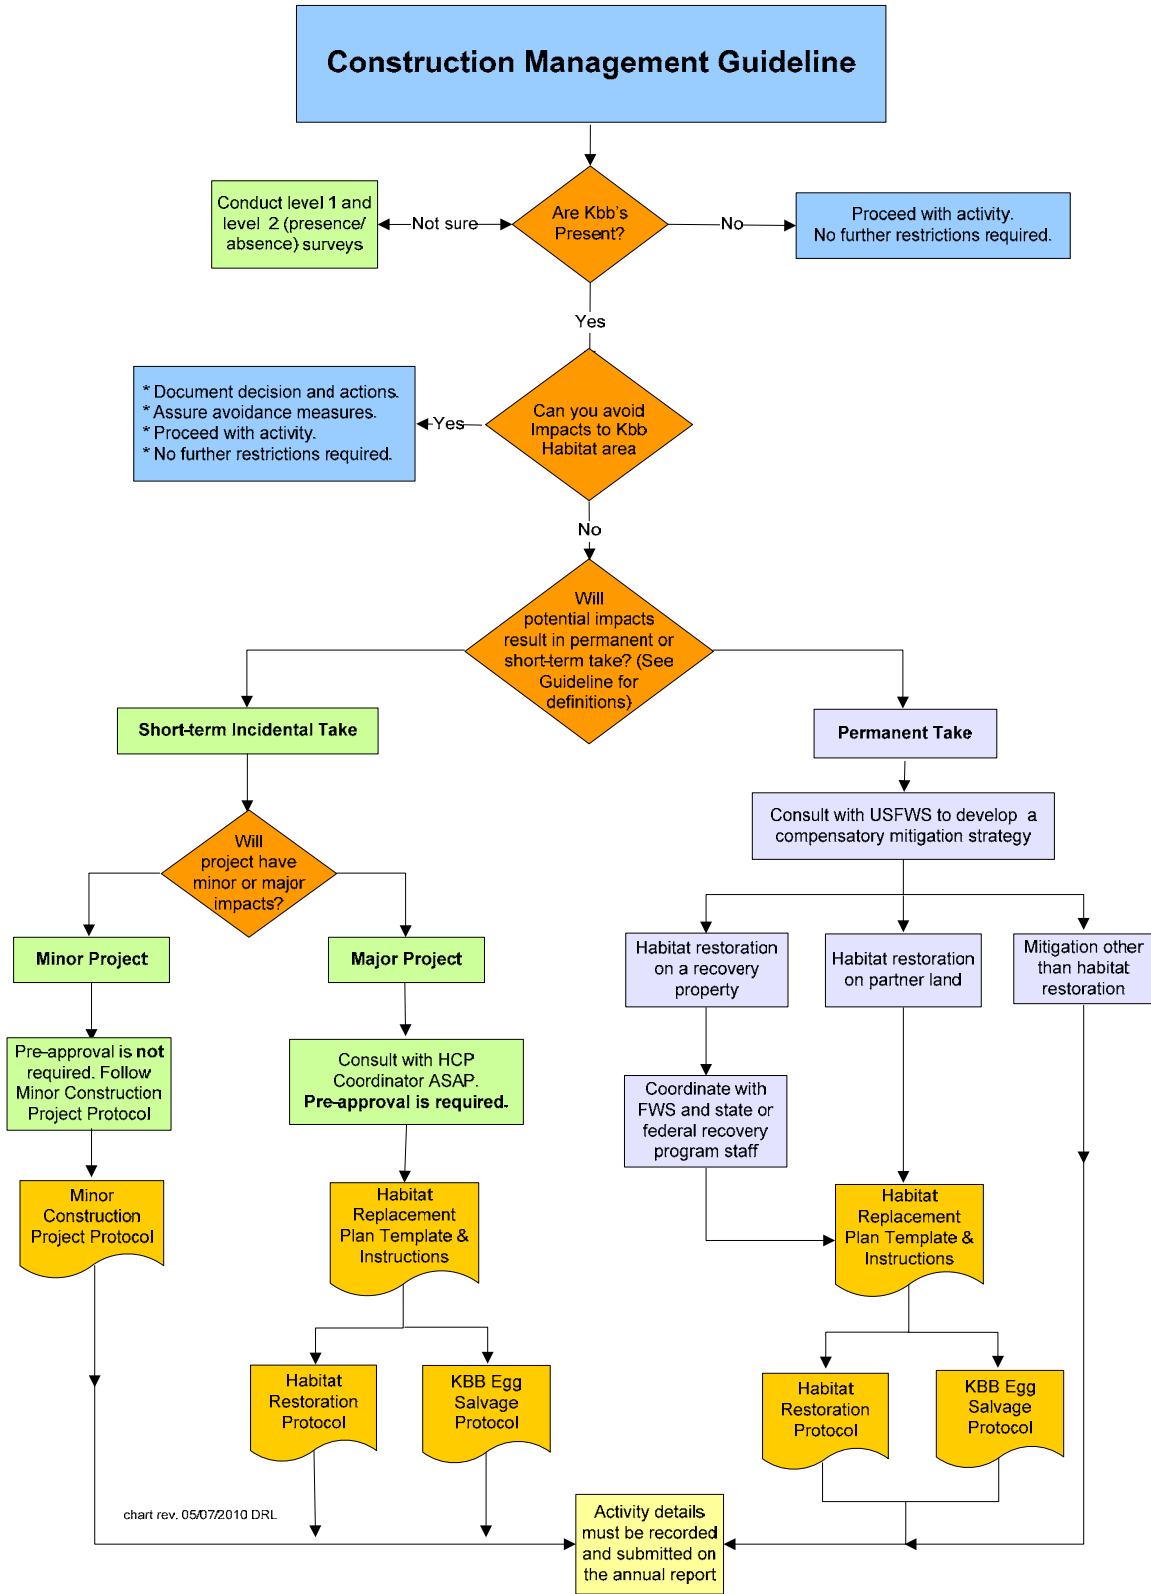 Construction Management Guideline
Conduct level 1 and
level 2 (presence/
absence) surveys
Not sure
Are Kbb's
Present?
No
Proceed with activity.
No further restrictions required.
Yes
* Document decision and actions.
* Assure avoidance measures.
* Proceed with activity.
* No further restrictions required.
Yes
Can you avoid
Impacts to Kbb
Habitat area
No
Will
potential impacts
result in permanent or
short-term take? (See
Guideline for
definitions)
Short-term Incidental Take
Permanent Take
Consult with USFWS to develop a
compensatory mitigation strategy
Will
project have
minor or major
impacts?
Minor Project
Major Project
Habitat restoration
on a recovery
property
Habitat restoration
on partner land
Mitigation other
than habitat
restoration
Pre-approval is not
required. Follow
Minor Construction
Project Protocol
Consult with HCP
Coordinator ASAP.
Pre-approval is required.
Coordinate with
FWS and state or
federal recovery
program staff
Minor
Construction
Project Protocol
Habitat
Replacement
Plan Template &
Instructions
Habitat
Replacement
Plan Template &
Instructions
Habitat
Restoration
Protocol
KBB Egg
Salvage
Protocol
Habitat
Restoration
Protocol
KBB Egg
Salvage
Protocol
chart rev. 05/07/2010 DRL
Activity details
must be recorded
and submitted on
the annual report